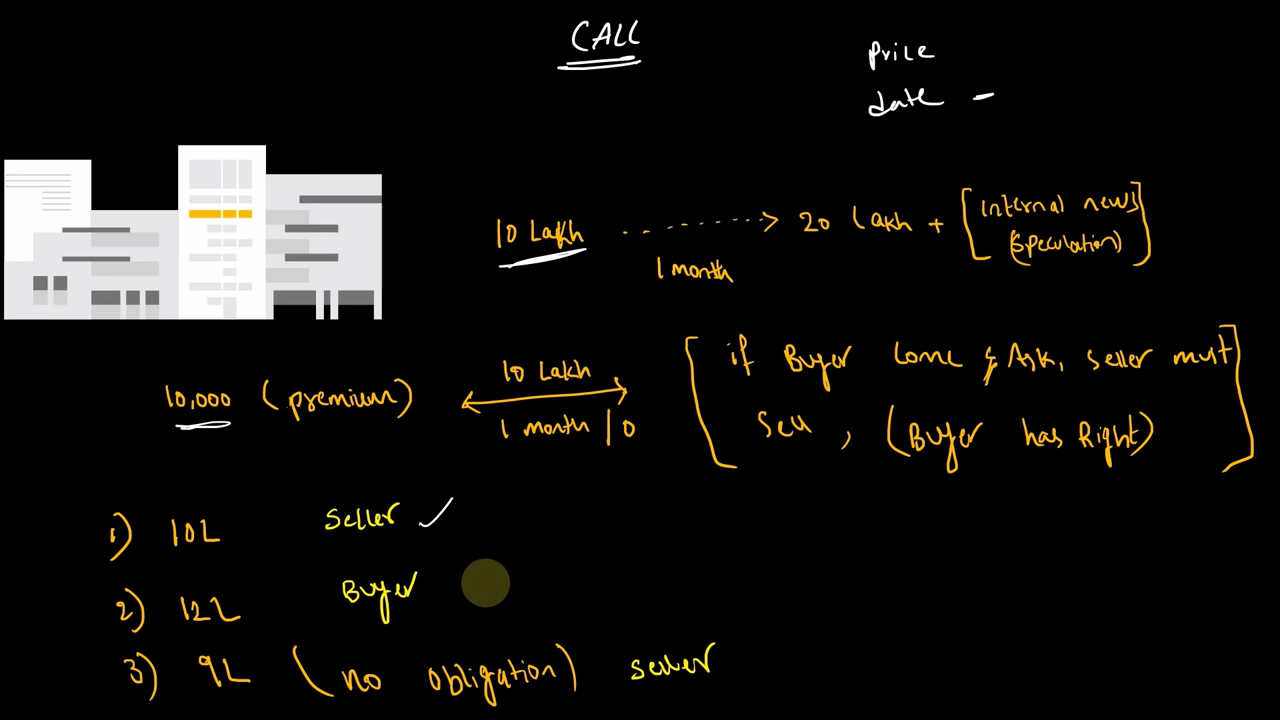 CALL
price
date -
10 Lakh -------> 20 lakh + [internal news
(speculation)]
1 month
10,000 (premium)
10 Lakh
1 month / 0
[if Buyer come & Ask, seller must
Sell, (Buyer has Right)]
1) 10L seller ✓
2) 12L Buyer
3) 9L (no obligation) seller